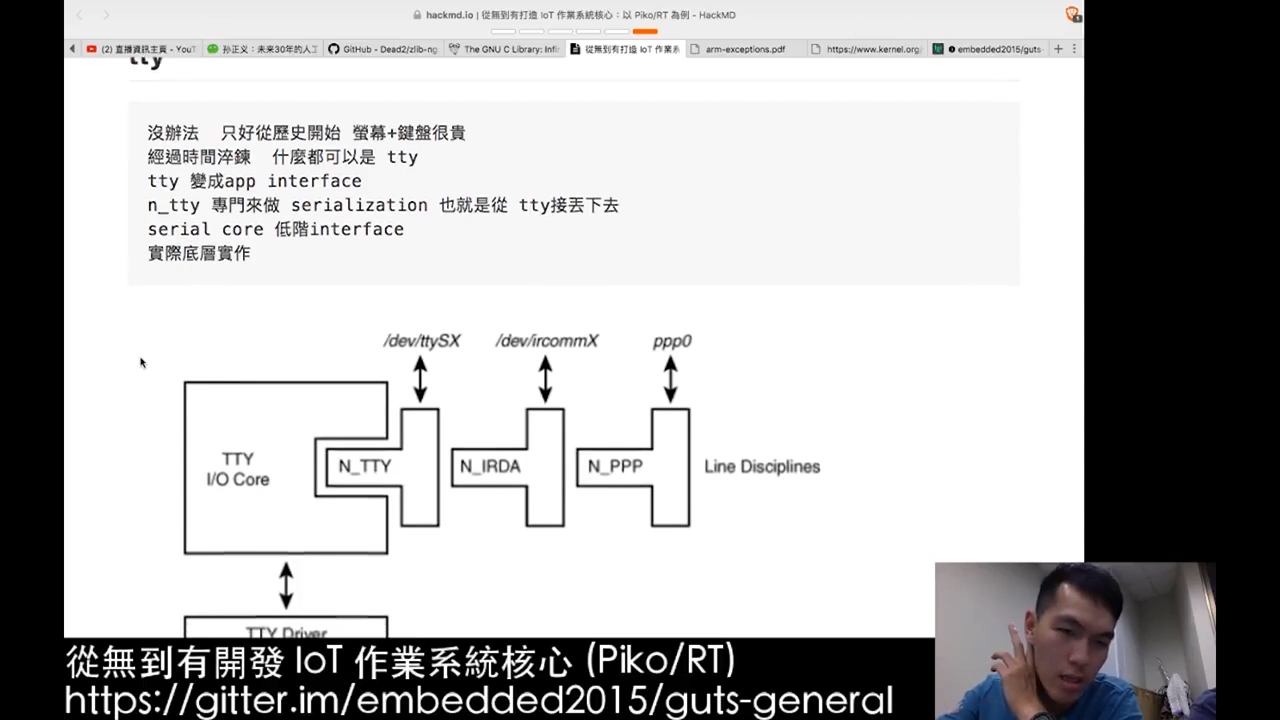 hackmd.io | 從無到有打造 IoT 作業系統核心：以 Piko/RT 為例 - HackMD
(2) 直播資訊主頁 - YouT
孙正义：未来30年的人工
GitHub - Dead2/zlib-ng
The GNU C Library: Infi
從無到有打造 IoT 作業系
arm-exceptions.pdf
https://www.kernel.org
embedded2015/guts-
tty
沒辦法 只好從歷史開始 螢幕+鍵盤很貴
經過時間淬鍊 什麼都可以是 tty
tty 變成app interface
n_tty 專門來做 serialization 也就是從 tty接丟下去
serial core 低階interface
實際底層實作
/dev/ttySX
/dev/ircommX
ppp0
TTY
I/O Core
N_TTY
N_IRDA
N_PPP
Line Disciplines
TTY Driver
從無到有開發 IoT 作業系統核心 (Piko/RT)
https://gitter.im/embedded2015/guts-general